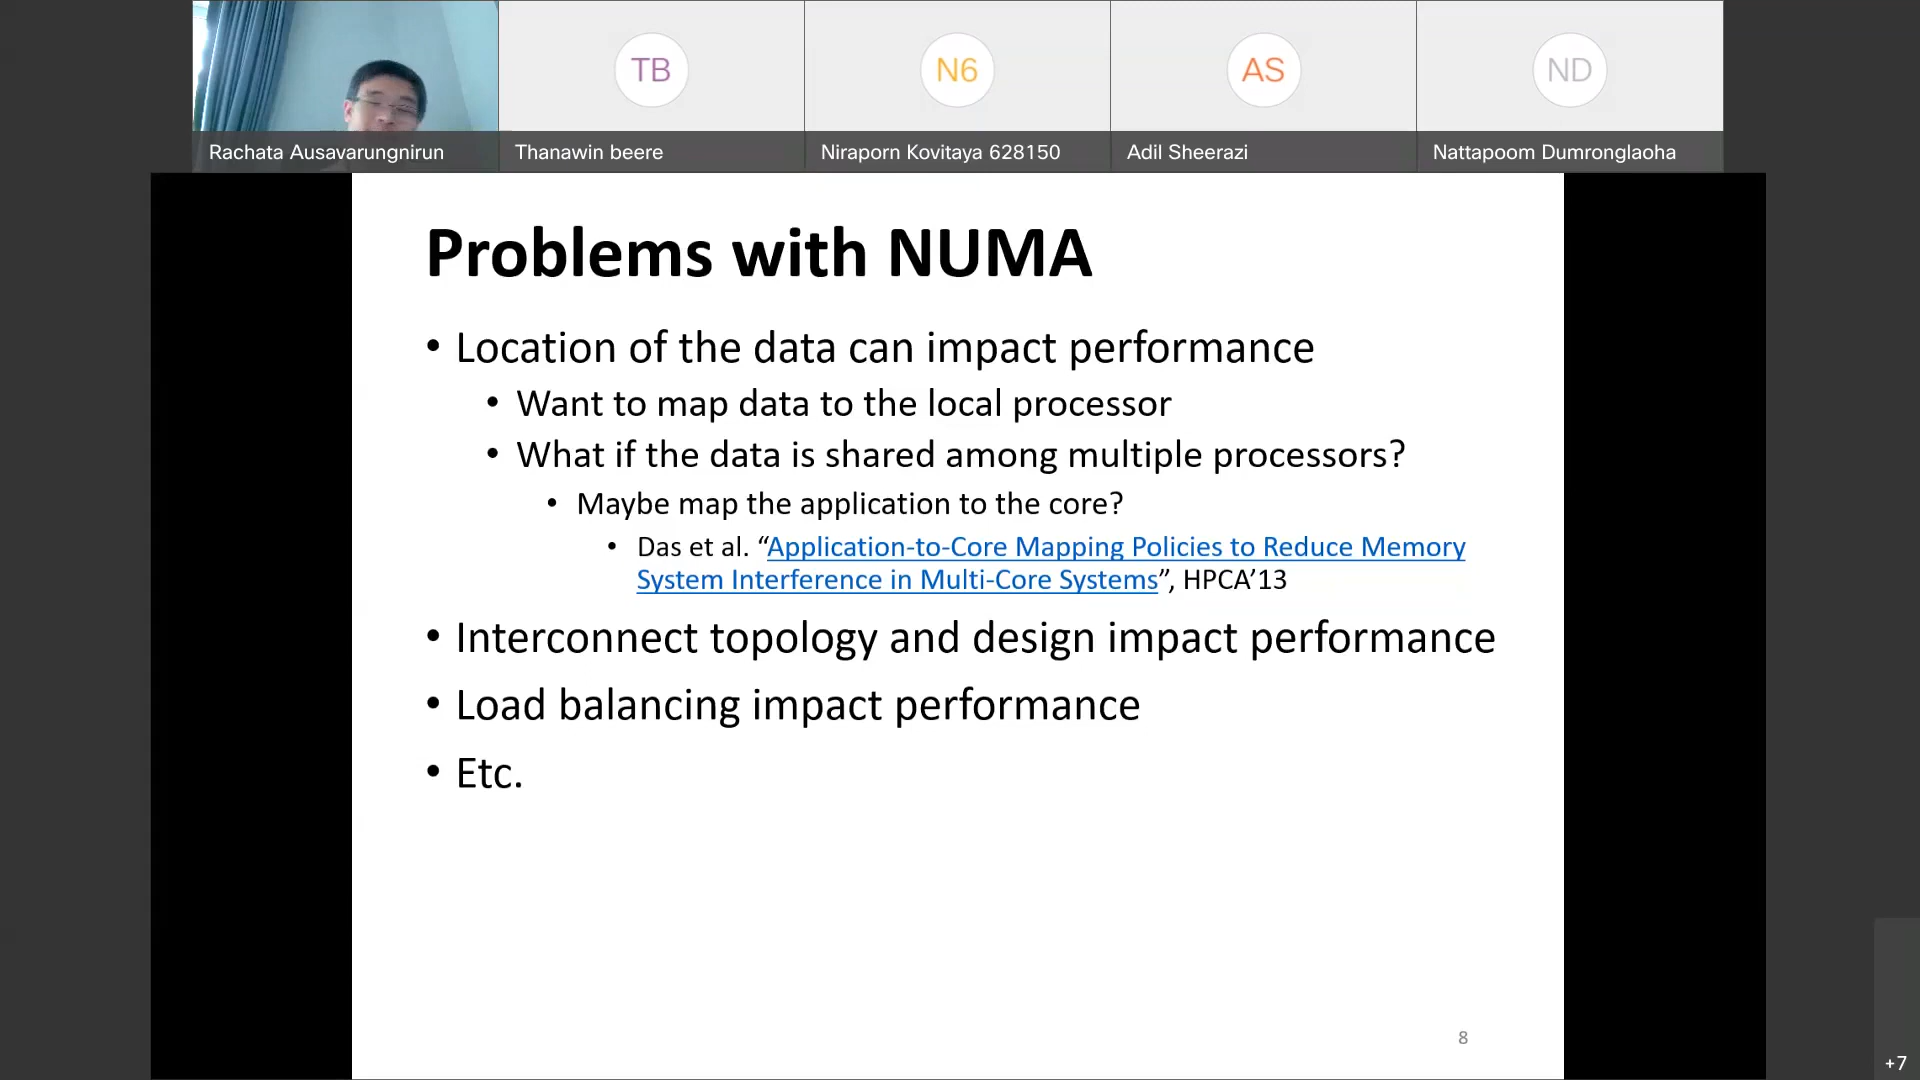 TB
N6
AS
ND
Rachata Ausavarungnirun
Thanawin beere
Niraporn Kovitaya 628150
Adil Sheerazi
Nattapoom Dumronglaoha
Problems with NUMA
• Location of the data can impact performance
• Want to map data to the local processor
• What if the data is shared among multiple processors?
• Maybe map the application to the core?
• Das et al. “Application-to-Core Mapping Policies to Reduce Memory
System Interference in Multi-Core Systems”, HPCA’13
• Interconnect topology and design impact performance
• Load balancing impact performance
• Etc.
8
+7